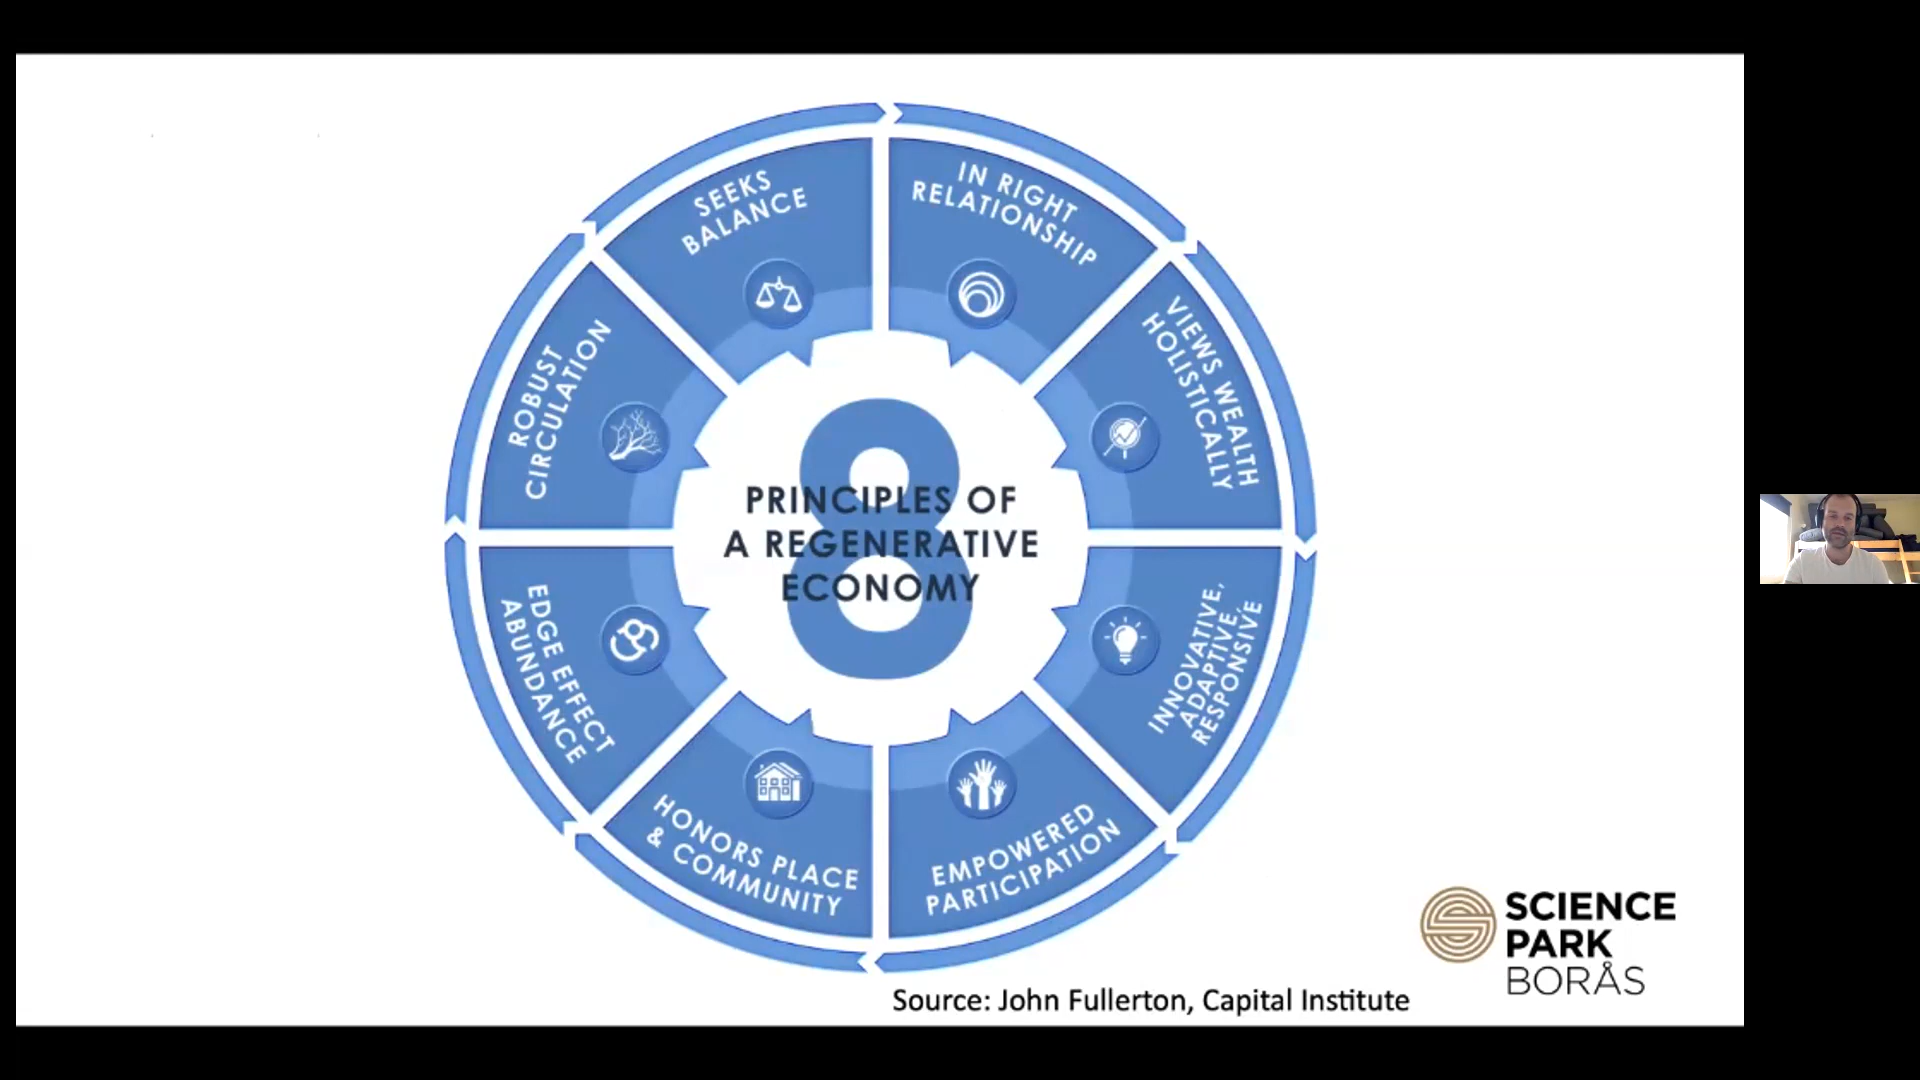 SEEKS
BALANCE
IN RIGHT
RELATIONSHIP
VIEWS WEALTH
HOLISTICALLY
INNOVATIVE,
ADAPTIVE,
RESPONSIVE
EMPOWERED
PARTICIPATION
HONORS PLACE
& COMMUNITY
EDGE EFFECT
ABUNDANCE
ROBUST
CIRCULATION
8
PRINCIPLES OF
A REGENERATIVE
ECONOMY
SCIENCE
PARK
BORÅS
Source: John Fullerton, Capital Institute